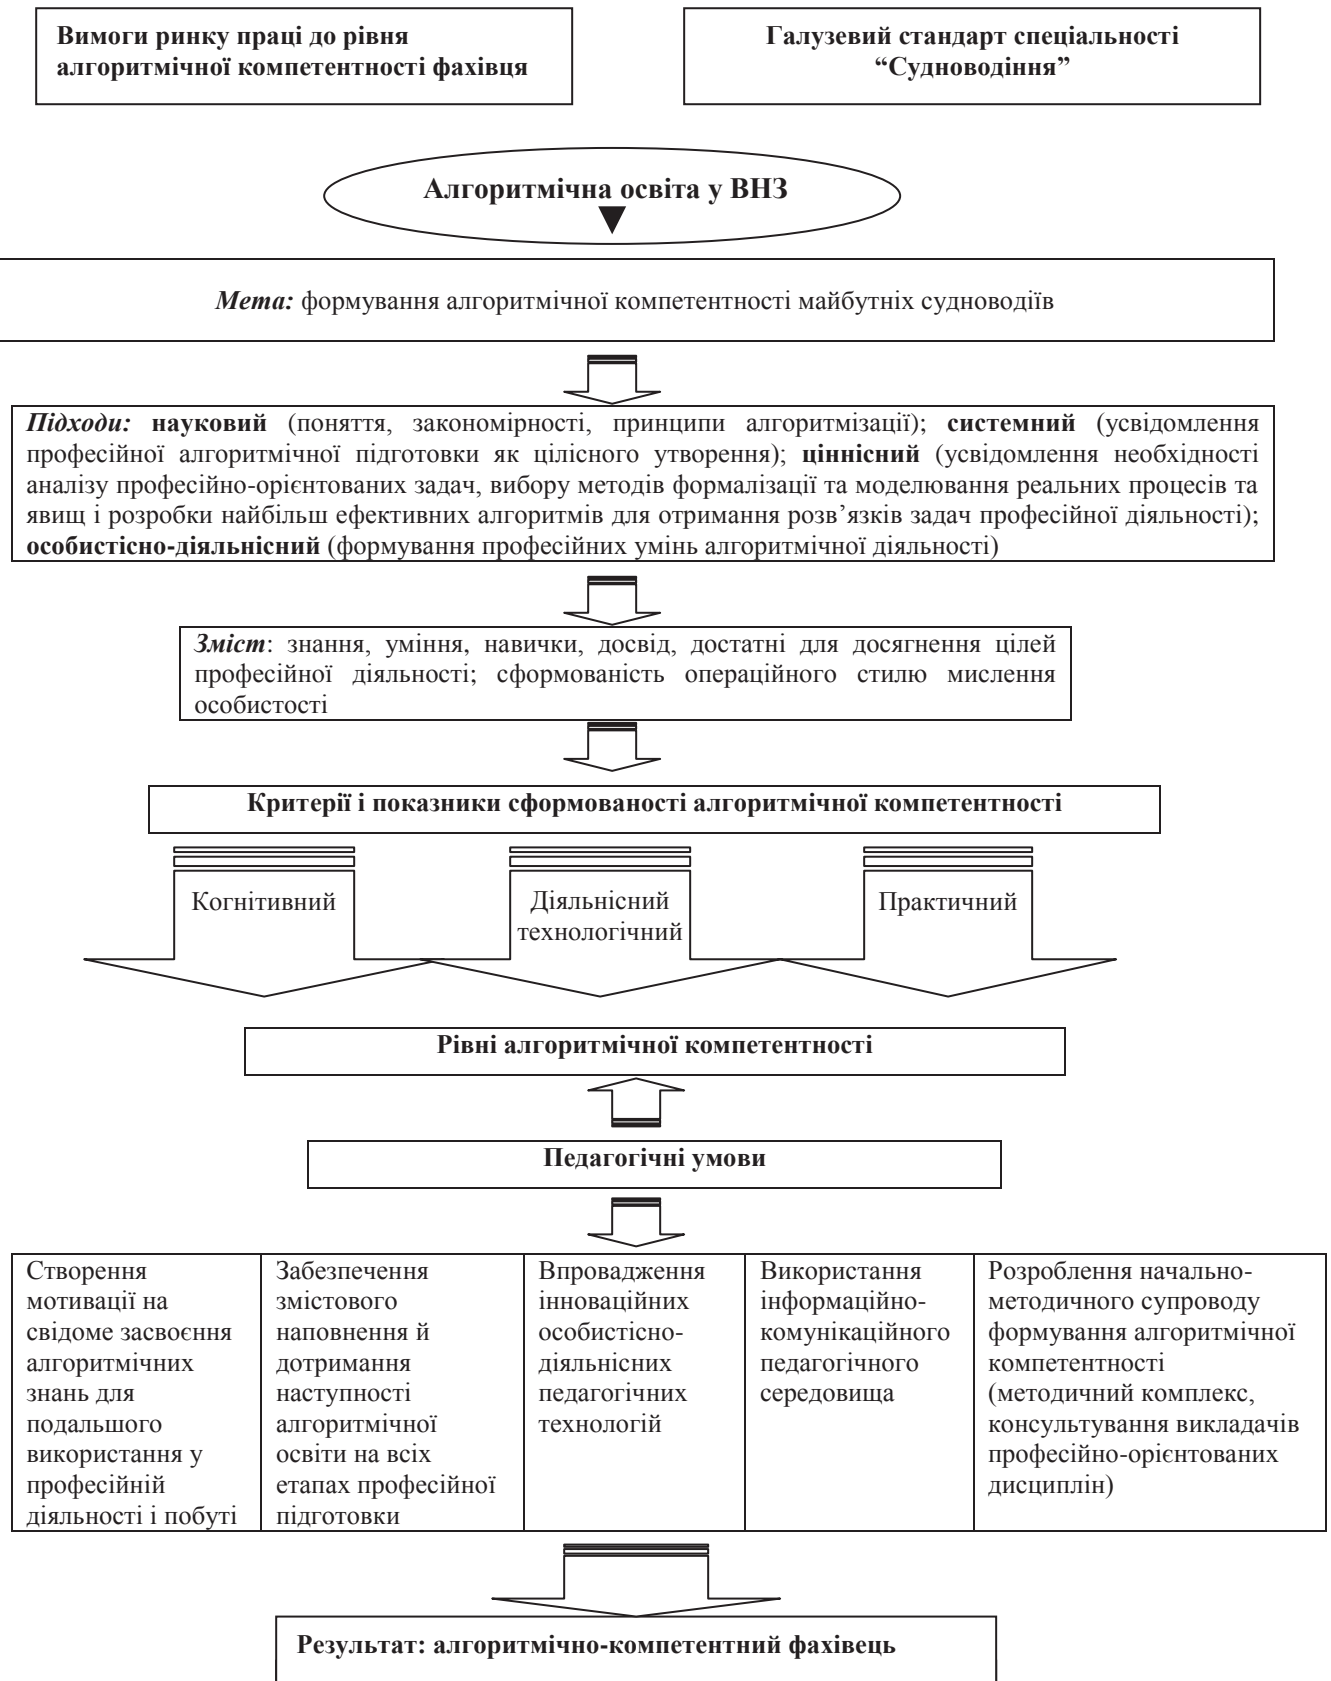 Вимоги ринку праці до рівня
алгоритмічної компетентності фахівця
Галузевий стандарт спеціальності
“Судноводіння”
Алгоритмічна освіта у ВНЗ
Мета: формування алгоритмічної компетентності майбутніх судноводіїв
Підходи: науковий (поняття, закономірності, принципи алгоритмізації); системний (усвідомлення
професійної алгоритмічної підготовки як цілісного утворення); ціннісний (усвідомлення необхідності
аналізу професійно-орієнтованих задач, вибору методів формалізації та моделювання реальних процесів та
явищ і розробки найбільш ефективних алгоритмів для отримання розв’язків задач професійної діяльності);
особистісно-діяльнісний (формування професійних умінь алгоритмічної діяльності)
Зміст: знання, уміння, навички, досвід, достатні для досягнення цілей
професійної діяльності; сформованість операційного стилю мислення
особистості
Критерії і показники сформованості алгоритмічної компетентності
Когнітивний
Діяльнісний
технологічний
Практичний
Рівні алгоритмічної компетентності
Педагогічні умови
Створення
мотивації на
свідоме засвоєння
алгоритмічних
знань для
подальшого
використання у
професійній
діяльності і побуті
Забезпечення
змістового
наповнення й
дотримання
наступності
алгоритмічної
освіти на всіх
етапах професійної
підготовки
Впровадження
інноваційних
особистісно-
діяльнісних
педагогічних
технологій
Використання
інформаційно-
комунікаційного
педагогічного
середовища
Розроблення начально-
методичного супроводу
формування алгоритмічної
компетентності
(методичний комплекс,
консультування викладачів
професійно-орієнтованих
дисциплін)
Результат: алгоритмічно-компетентний фахівець